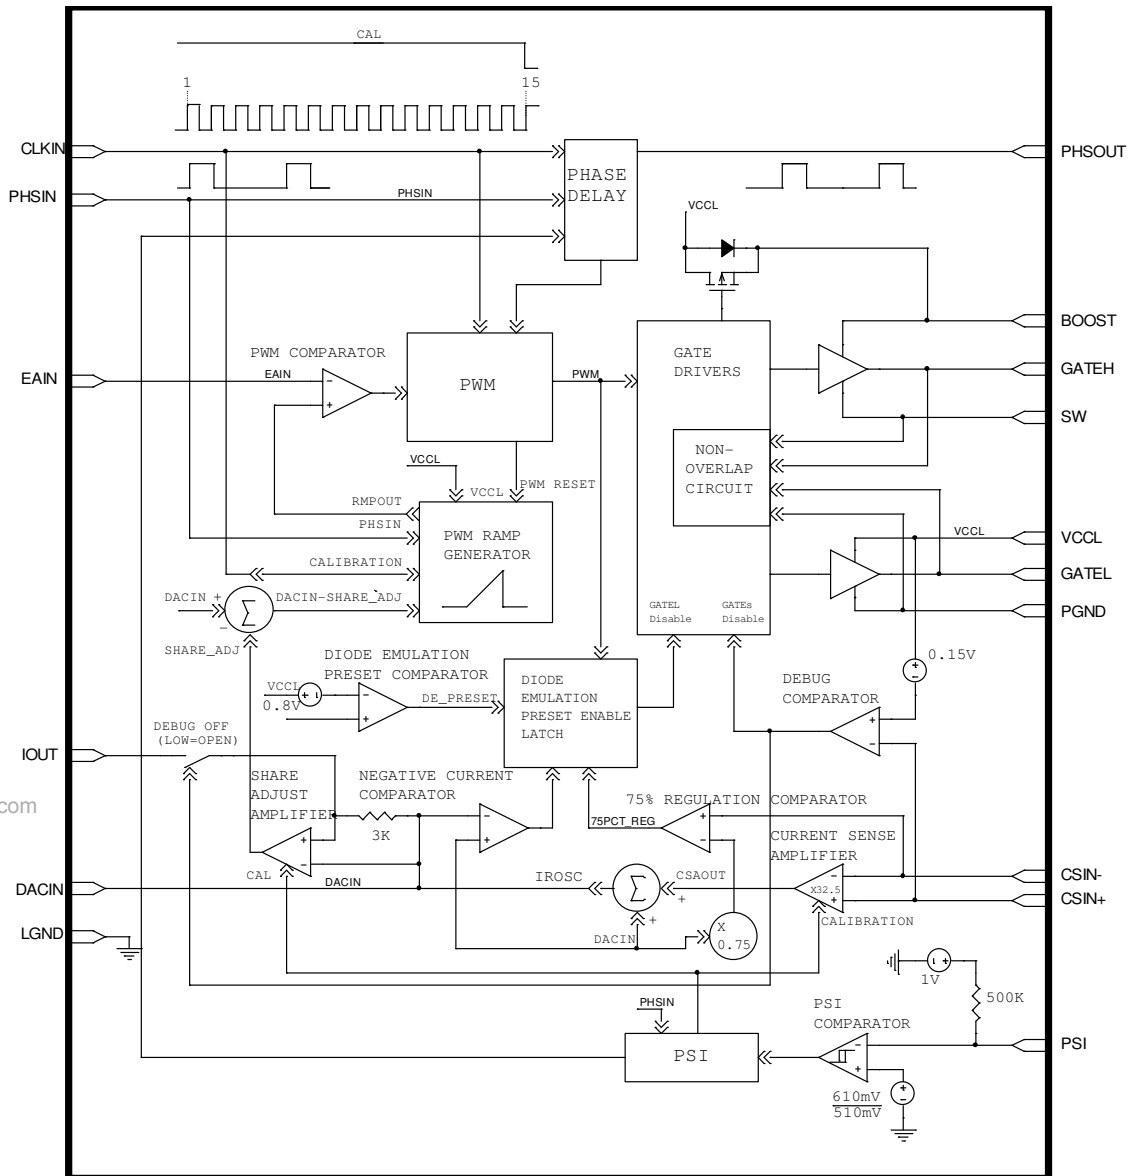 CAL
1
15
CLKIN
PHSIN
PHSIN
PHASE
DELAY
PHSOUT
VCCL
BOOST
GATEH
SW
PWM COMPARATOR
EAIN
EAIN
-
+
PWM
PWM
GATE
DRIVERS
NON-
OVERLAP
CIRCUIT
VCCL
VCCL
PWM RESET
RMPOUT
PHSIN
PWM RAMP
GENERATOR
CALIBRATION
DACIN +
DACIN-SHARE_ADJ
Σ
-
SHARE_ADJ
GATEL
Disable
GATEs
Disable
VCCL
VCCL
GATEL
PGND
0.15V
+
-
DIODE EMULATION
PRESET COMPARATOR
VCCL
+
-
0.8V
-
+
DE_PRESET
DIODE
EMULATION
PRESET ENABLE
LATCH
DEBUG
COMPARATOR
+
-
IOUT
DEBUG OFF
(LOW=OPEN)
SHARE
ADJUST
AMPLIFIER
+
-
CAL
3K
NEGATIVE CURRENT
COMPARATOR
-
+
75% REGULATION COMPARATOR
75PCT_REG
+
-
CURRENT SENSE
AMPLIFIER
-
X32.5
+
CALIBRATION
com
DACIN
DACIN
IROSC
Σ
CSAOUT
+
+
DACIN
X
0.75
CSIN-
CSIN+
LGND
1V
+
500K
PHSIN
PSI
PSI
COMPARATOR
-
+
PSI
610mV
510mV
+
-